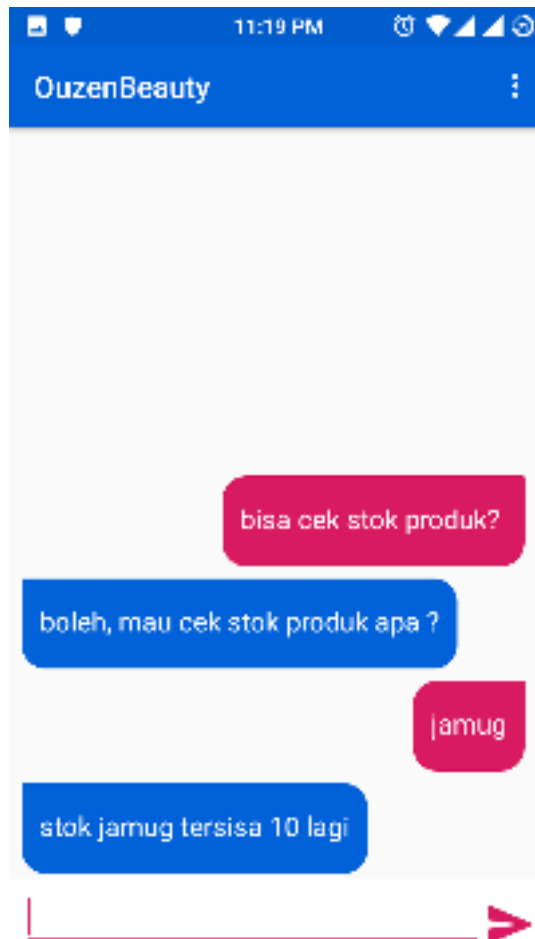 11:19 PM
OuzenBeauty
bisa cek stok produk?
boleh, mau cek stok produk apa ?
jamug
stok jamug tersisa 10 lagi